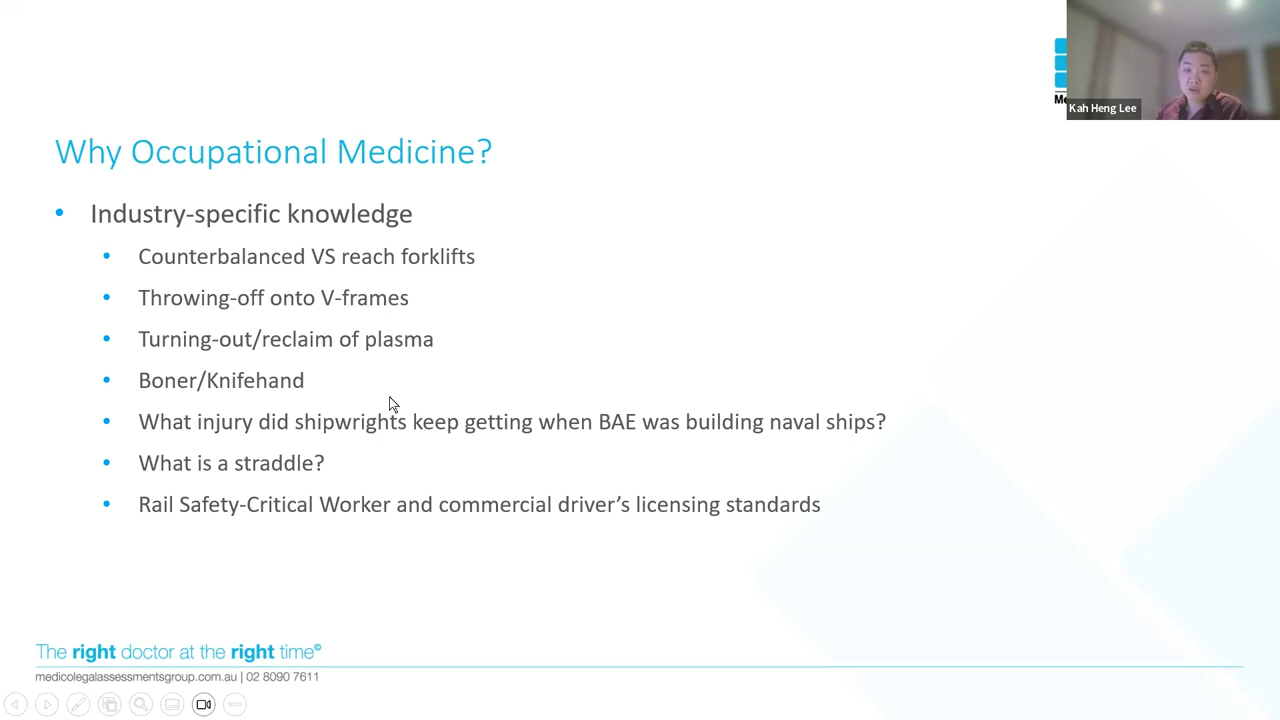 Me
Kah Heng Lee
Why Occupational Medicine?
• Industry-specific knowledge
• Counterbalanced VS reach forklifts
• Throwing-off onto V-frames
• Turning-out/reclaim of plasma
• Boner/Knifehand
• What injury did shipwrights keep getting when BAE was building naval ships?
• What is a straddle?
• Rail Safety-Critical Worker and commercial driver’s licensing standards
The right doctor at the right time©
medicolegalassessmentsgroup.com.au | 02 8090 7611